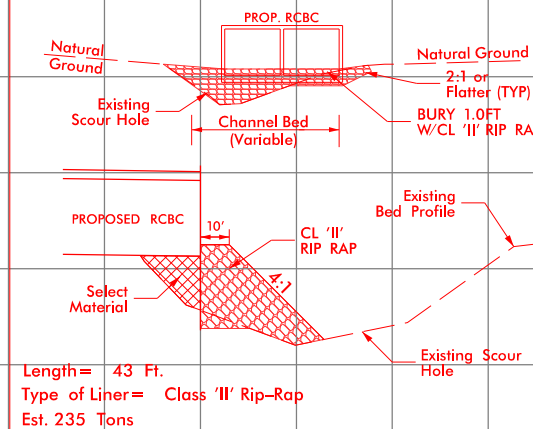 PROP. RCBC
Natural
Ground
Natural Ground
2:1 or
Flatter (TYP)
Existing
Scour Hole
BURY 1.0FT
W/CL 'II' RIP RA
Channel Bed
(Variable)
PROPOSED RCBC
10'
CL 'II'
RIP RAP
Existing
Bed Profile
4:1
Select
Material
Existing Scour
Hole
Length= 43 Ft.
Type of Liner= Class 'II' Rip-Rap
Est. 235 Tons